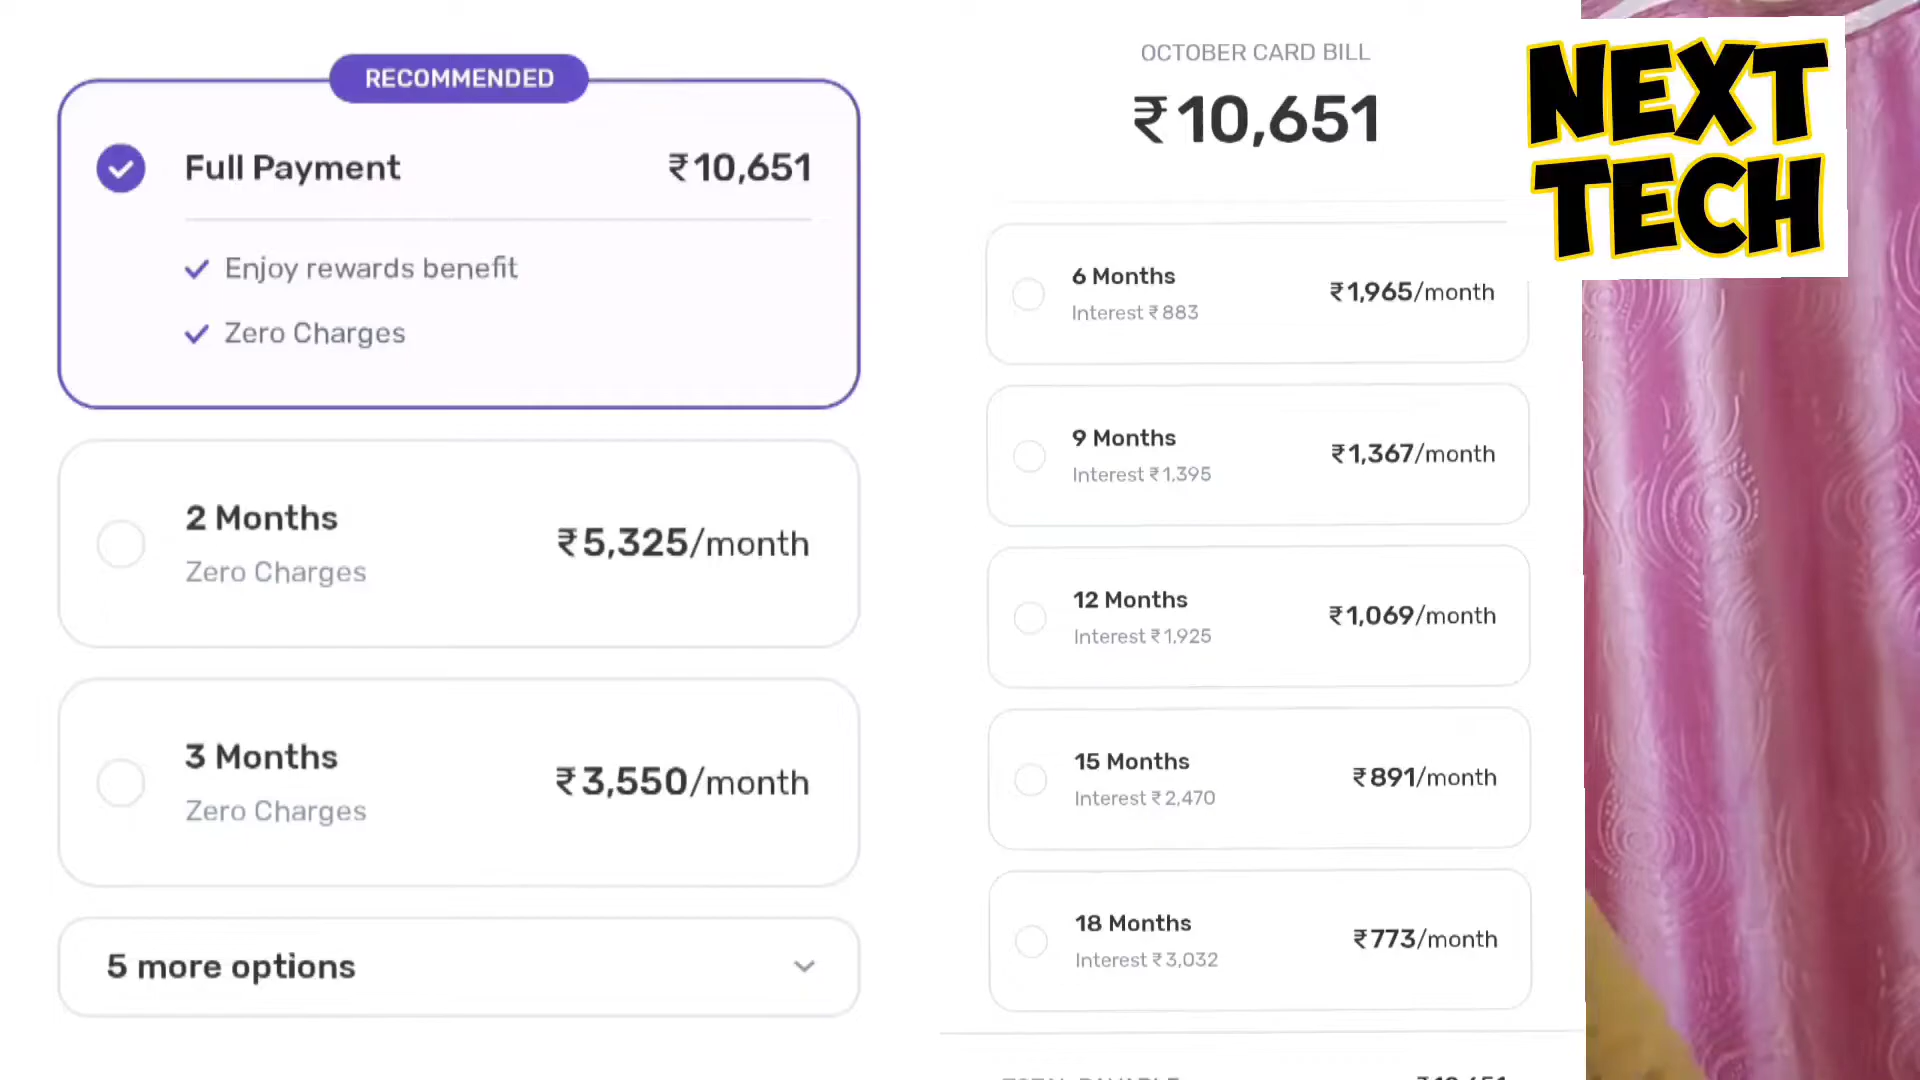 RECOMMENDED
Full Payment ₹10,651
Enjoy rewards benefit
Zero Charges
2 Months
Zero Charges
₹5,325/month
3 Months
Zero Charges
₹3,550/month
5 more options
OCTOBER CARD BILL
₹10,651
6 Months
Interest ₹883
₹1,965/month
9 Months
Interest ₹1,395
₹1,367/month
12 Months
Interest ₹1,925
₹1,069/month
15 Months
Interest ₹2,470
₹891/month
18 Months
Interest ₹3,032
₹773/month
NEXT
TECH